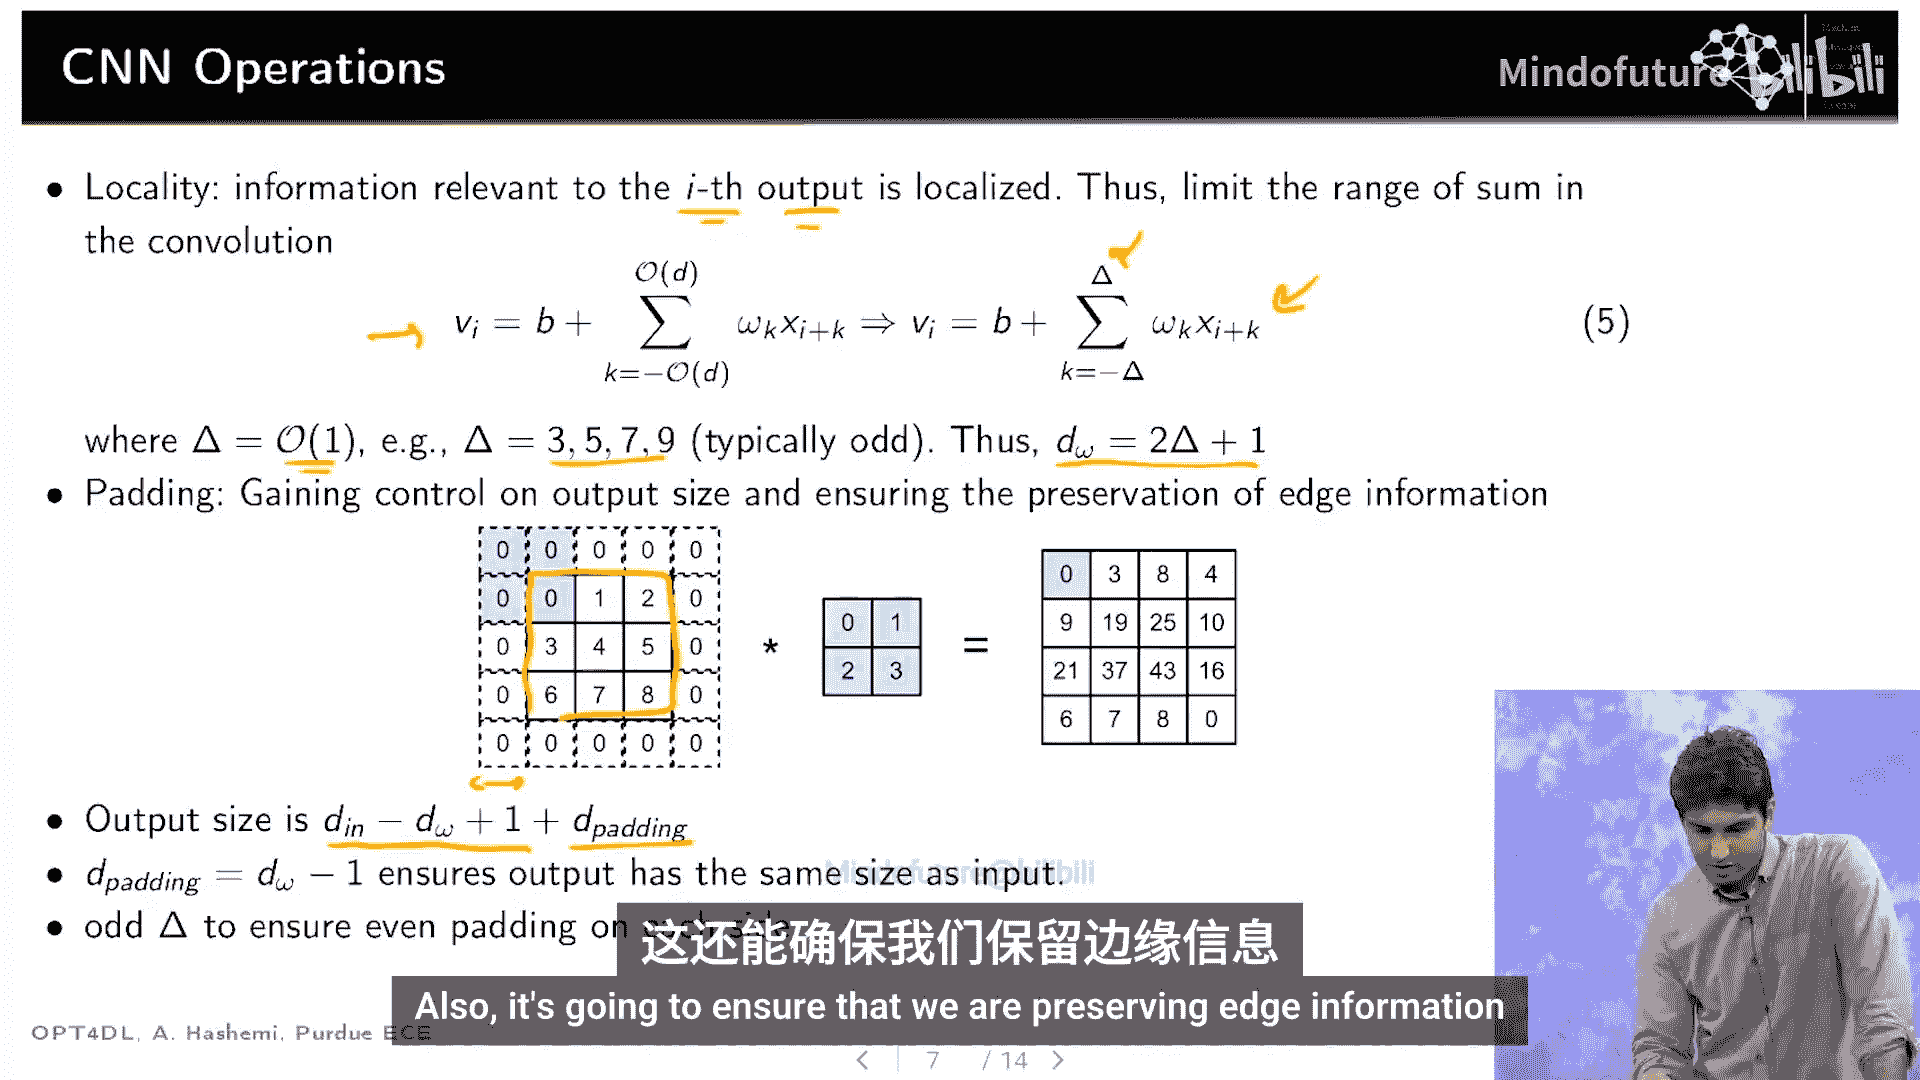 CNN Operations
Mindofuture
bilibili
• Locality: information relevant to the i-th output is localized. Thus, limit the range of sum in
the convolution
v_i = b + \sum_{k=-\mathcal{O}(d)}^{\mathcal{O}(d)} ω_k x_{i+k} ⇒ v_i = b + \sum_{k=-Δ}^{Δ} ω_k x_{i+k} (5)
where Δ = O(1), e.g., Δ = 3, 5, 7, 9 (typically odd). Thus, d_ω = 2Δ + 1
• Padding: Gaining control on output size and ensuring the preservation of edge information
0 0 0 0 0
0 0 1 2 0
0 3 4 5 0
0 6 7 8 0
0 0 0 0 0
*
0 1
2 3
=
0 3 8 4
9 19 25 10
21 37 43 16
6 7 8 0
• Output size is d_in − d_ω + 1 + d_padding
• d_padding = d_ω − 1 ensures output has the same size as input.
• odd Δ to ensure even padding on each side
这还能确保我们保留边缘信息
Also, it's going to ensure that we are preserving edge information
OPT4DL, A. Hashemi, Purdue ECE
7 / 14